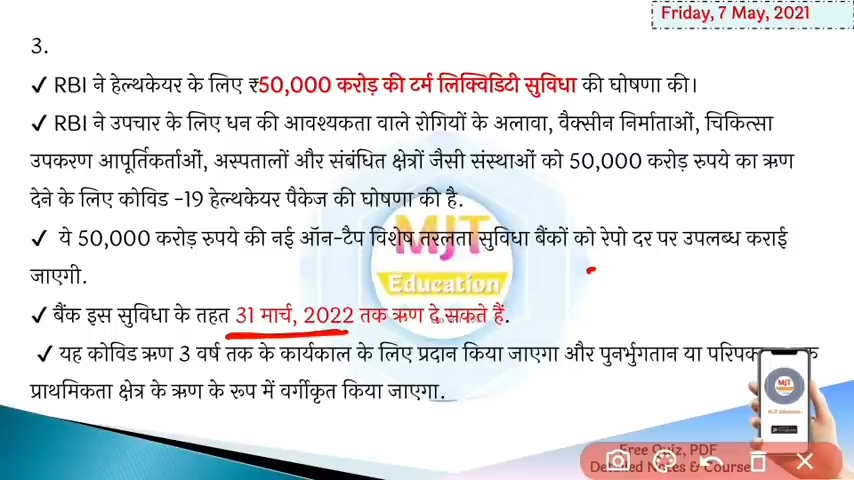 Friday, 7 May, 2021
3.
✓ RBI ने हेल्थकेयर के लिए ₹50,000 करोड़ की टर्म लिक्विडिटी सुविधा की घोषणा की।
✓ RBI ने उपचार के लिए धन की आवश्यकता वाले रोगियों के अलावा, वैक्सीन निर्माताओं, चिकित्सा
उपकरण आपूर्तिकर्ताओं, अस्पतालों और संबंधित क्षेत्रों जैसी संस्थाओं को 50,000 करोड़ रुपये का ऋण
देने के लिए कोविड -19 हेल्थकेयर पैकेज की घोषणा की है.
✓ ये 50,000 करोड़ रुपये की नई ऑन-टैप विशेष तरलता सुविधा बैंकों को रेपो दर पर उपलब्ध कराई
जाएगी.
✓ बैंक इस सुविधा के तहत 31 मार्च, 2022 तक ऋण दे सकते हैं.
✓ यह कोविड ऋण 3 वर्ष तक के कार्यकाल के लिए प्रदान किया जाएगा और पुनर्भुगतान या
प्राथमिकता क्षेत्र के ऋण के रूप में वर्गीकृत किया जाएगा.
MJT
Education
MJT
Free Quiz, PDF
Detailed Notes & Course